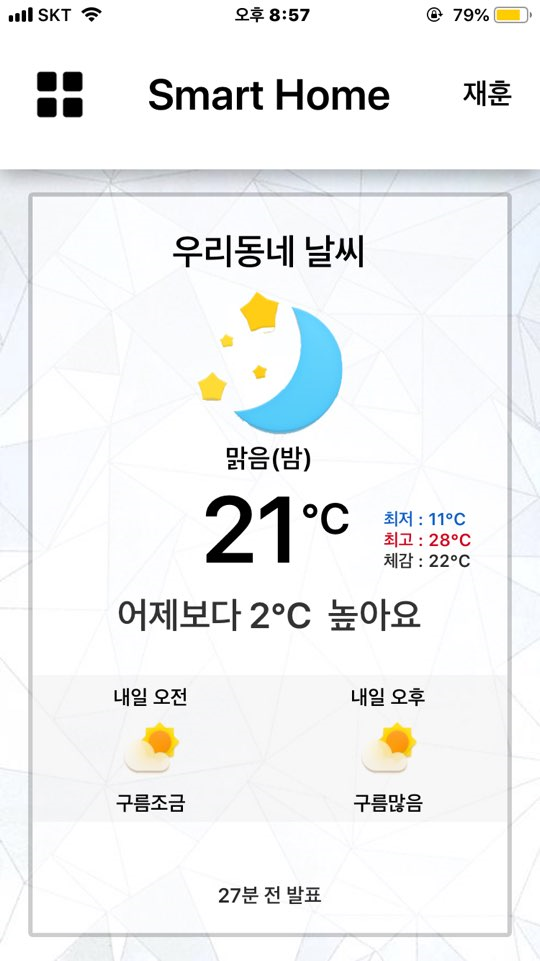 SKT 오후 8:57 79%
Smart Home 재훈
우리동네 날씨
맑음(밤)
21°C
최저 : 11°C
최고 : 28°C
체감 : 22°C
어제보다 2°C 높아요
내일 오전 내일 오후
구름조금 구름많음
27분 전 발표